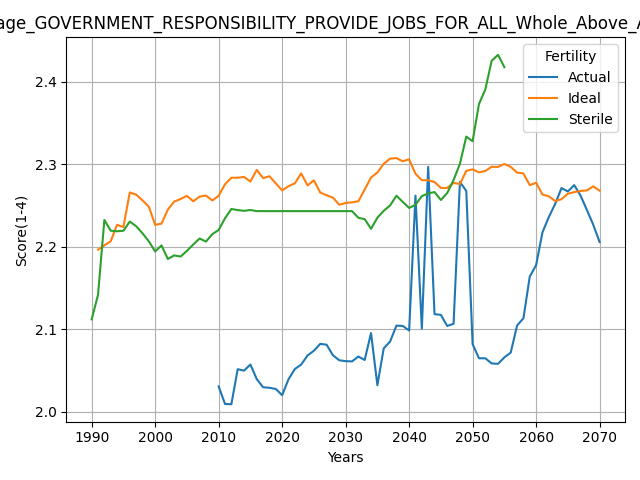 age_GOVERNMENT_RESPONSIBILITY_PROVIDE_JOBS_FOR_ALL_Whole_Above_A
Fertility
Actual
Ideal
Sterile
Score(1-4)
2.4
2.3
2.2
2.1
2.0
1990 2000 2010 2020 2030 2040 2050 2060 2070
Years